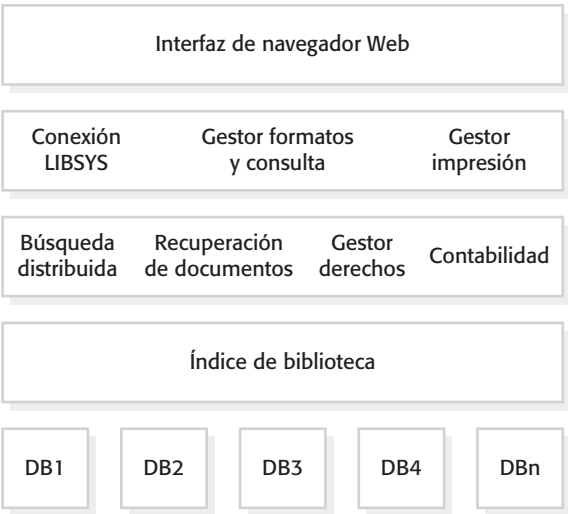 Interfaz de navegador Web
Conexión
LIBSYS
Gestor formatos
y consulta
Gestor
impresión
Búsqueda
distribuida
Recuperación
de documentos
Gestor
derechos
Contabilidad
Índice de biblioteca
DB1
DB2
DB3
DB4
DBn